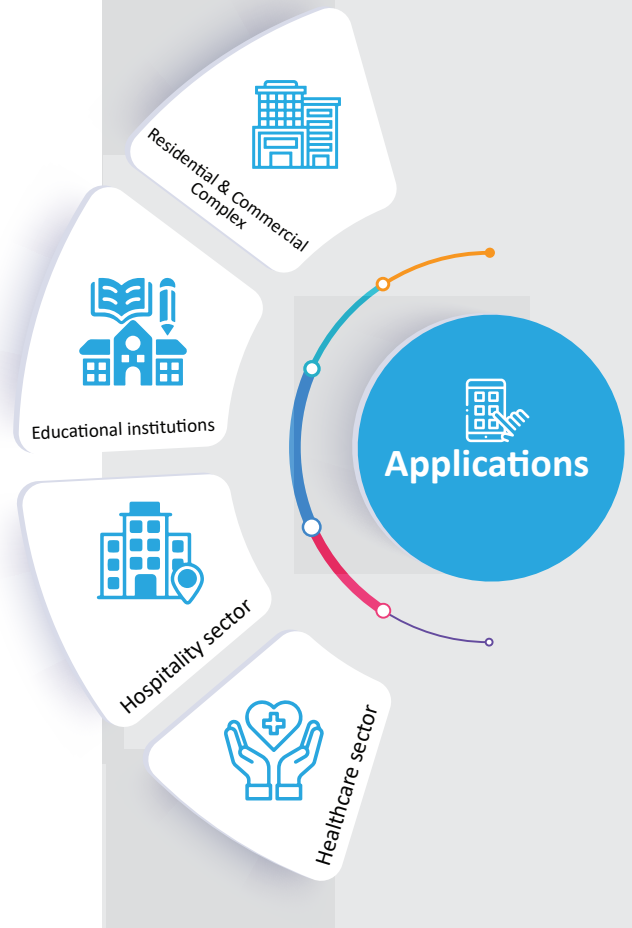 Residential & Commercial
Complex
Educational institutions
Applications
Hospitality sector
Healthcare sector